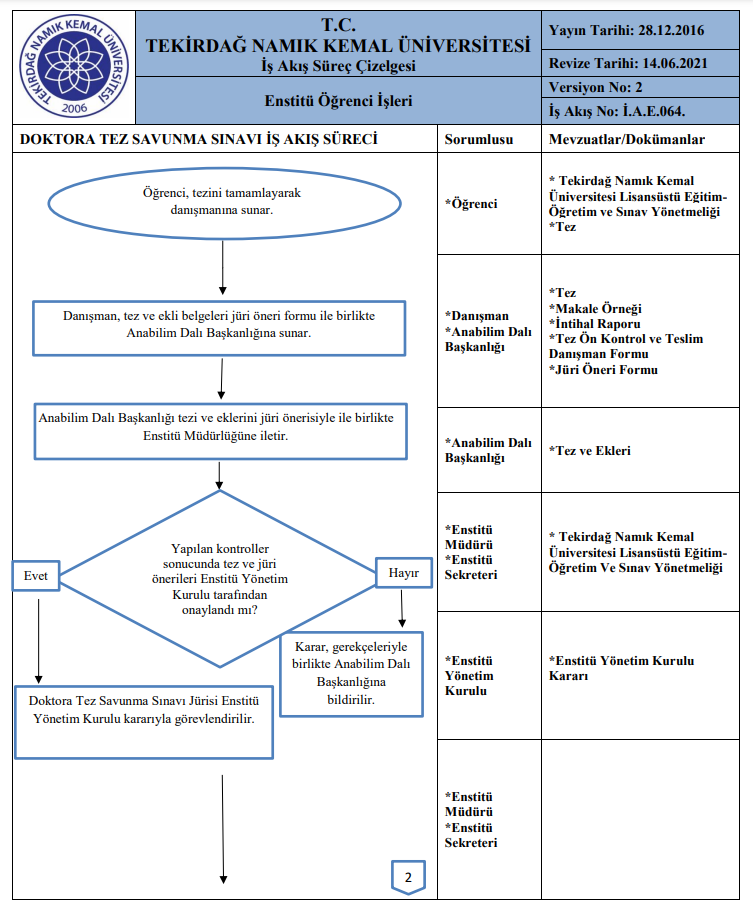 TEKİRDAĞ NAMIK KEMAL ÜNİVERSİTESİ
2006
T.C.
TEKİRDAĞ NAMIK KEMAL ÜNİVERSİTESİ
İş Akış Süreç Çizelgesi
Enstitü Öğrenci İşleri
Yayın Tarihi: 28.12.2016
Revize Tarihi: 14.06.2021
Versiyon No: 2
İş Akış No: İ.A.E.064.
DOKTORA TEZ SAVUNMA SINAVI İŞ AKIŞ SÜRECİ
Sorumlusu
Mevzuatlar/Dokümanlar
Öğrenci, tezini tamamlayarak
danışmanına sunar.
*Öğrenci
* Tekirdağ Namık Kemal
Üniversitesi Lisansüstü Eğitim-
Öğretim ve Sınav Yönetmeliği
*Tez
Danışman, tez ve ekli belgeleri jüri öneri formu ile birlikte
Anabilim Dalı Başkanlığına sunar.
*Danışman
*Anabilim Dalı
Başkanlığı
*Tez
*Makale Örneği
*İntihal Raporu
*Tez Ön Kontrol ve Teslim
Danışman Formu
*Jüri Öneri Formu
Anabilim Dalı Başkanlığı tezi ve eklerini jüri önerisiyle ile birlikte
Enstitü Müdürlüğüne iletir.
*Anabilim Dalı
Başkanlığı
*Tez ve Ekleri
Yapılan kontroller
sonucunda tez ve jüri
önerileri Enstitü Yönetim
Kurulu tarafından
onaylandı mı?
Evet
Hayır
*Enstitü
Müdürü
*Enstitü
Sekreteri
* Tekirdağ Namık Kemal
Üniversitesi Lisansüstü Eğitim-
Öğretim Ve Sınav Yönetmeliği
Karar, gerekçeleriyle
birlikte Anabilim Dalı
Başkanlığına
bildirilir.
Doktora Tez Savunma Sınavı Jürisi Enstitü
Yönetim Kurulu kararıyla görevlendirilir.
*Enstitü
Yönetim
Kurulu
*Enstitü Yönetim Kurulu
Kararı
*Enstitü
Müdürü
*Enstitü
Sekreteri
2